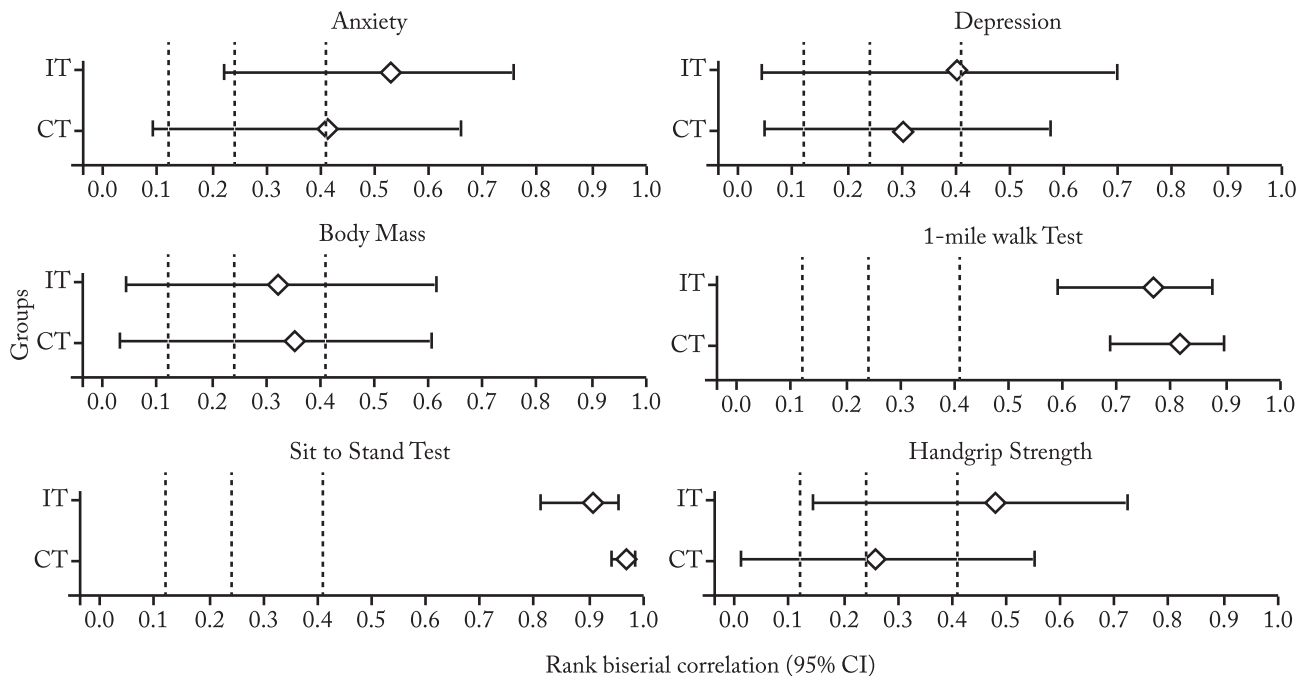 Anxiety
IT
CT
0.0 0.1 0.2 0.3 0.4 0.5 0.6 0.7 0.8 0.9 1.0
Depression
IT
CT
0.0 0.1 0.2 0.3 0.4 0.5 0.6 0.7 0.8 0.9 1.0
Groups
Body Mass
IT
CT
0.0 0.1 0.2 0.3 0.4 0.5 0.6 0.7 0.8 0.9 1.0
1-mile walk Test
IT
CT
0.0 0.1 0.2 0.3 0.4 0.5 0.6 0.7 0.8 0.9 1.0
Sit to Stand Test
IT
CT
0.0 0.1 0.2 0.3 0.4 0.5 0.6 0.7 0.8 0.9 1.0
Handgrip Strength
IT
CT
0.0 0.1 0.2 0.3 0.4 0.5 0.6 0.7 0.8 0.9 1.0
Rank biserial correlation (95% CI)